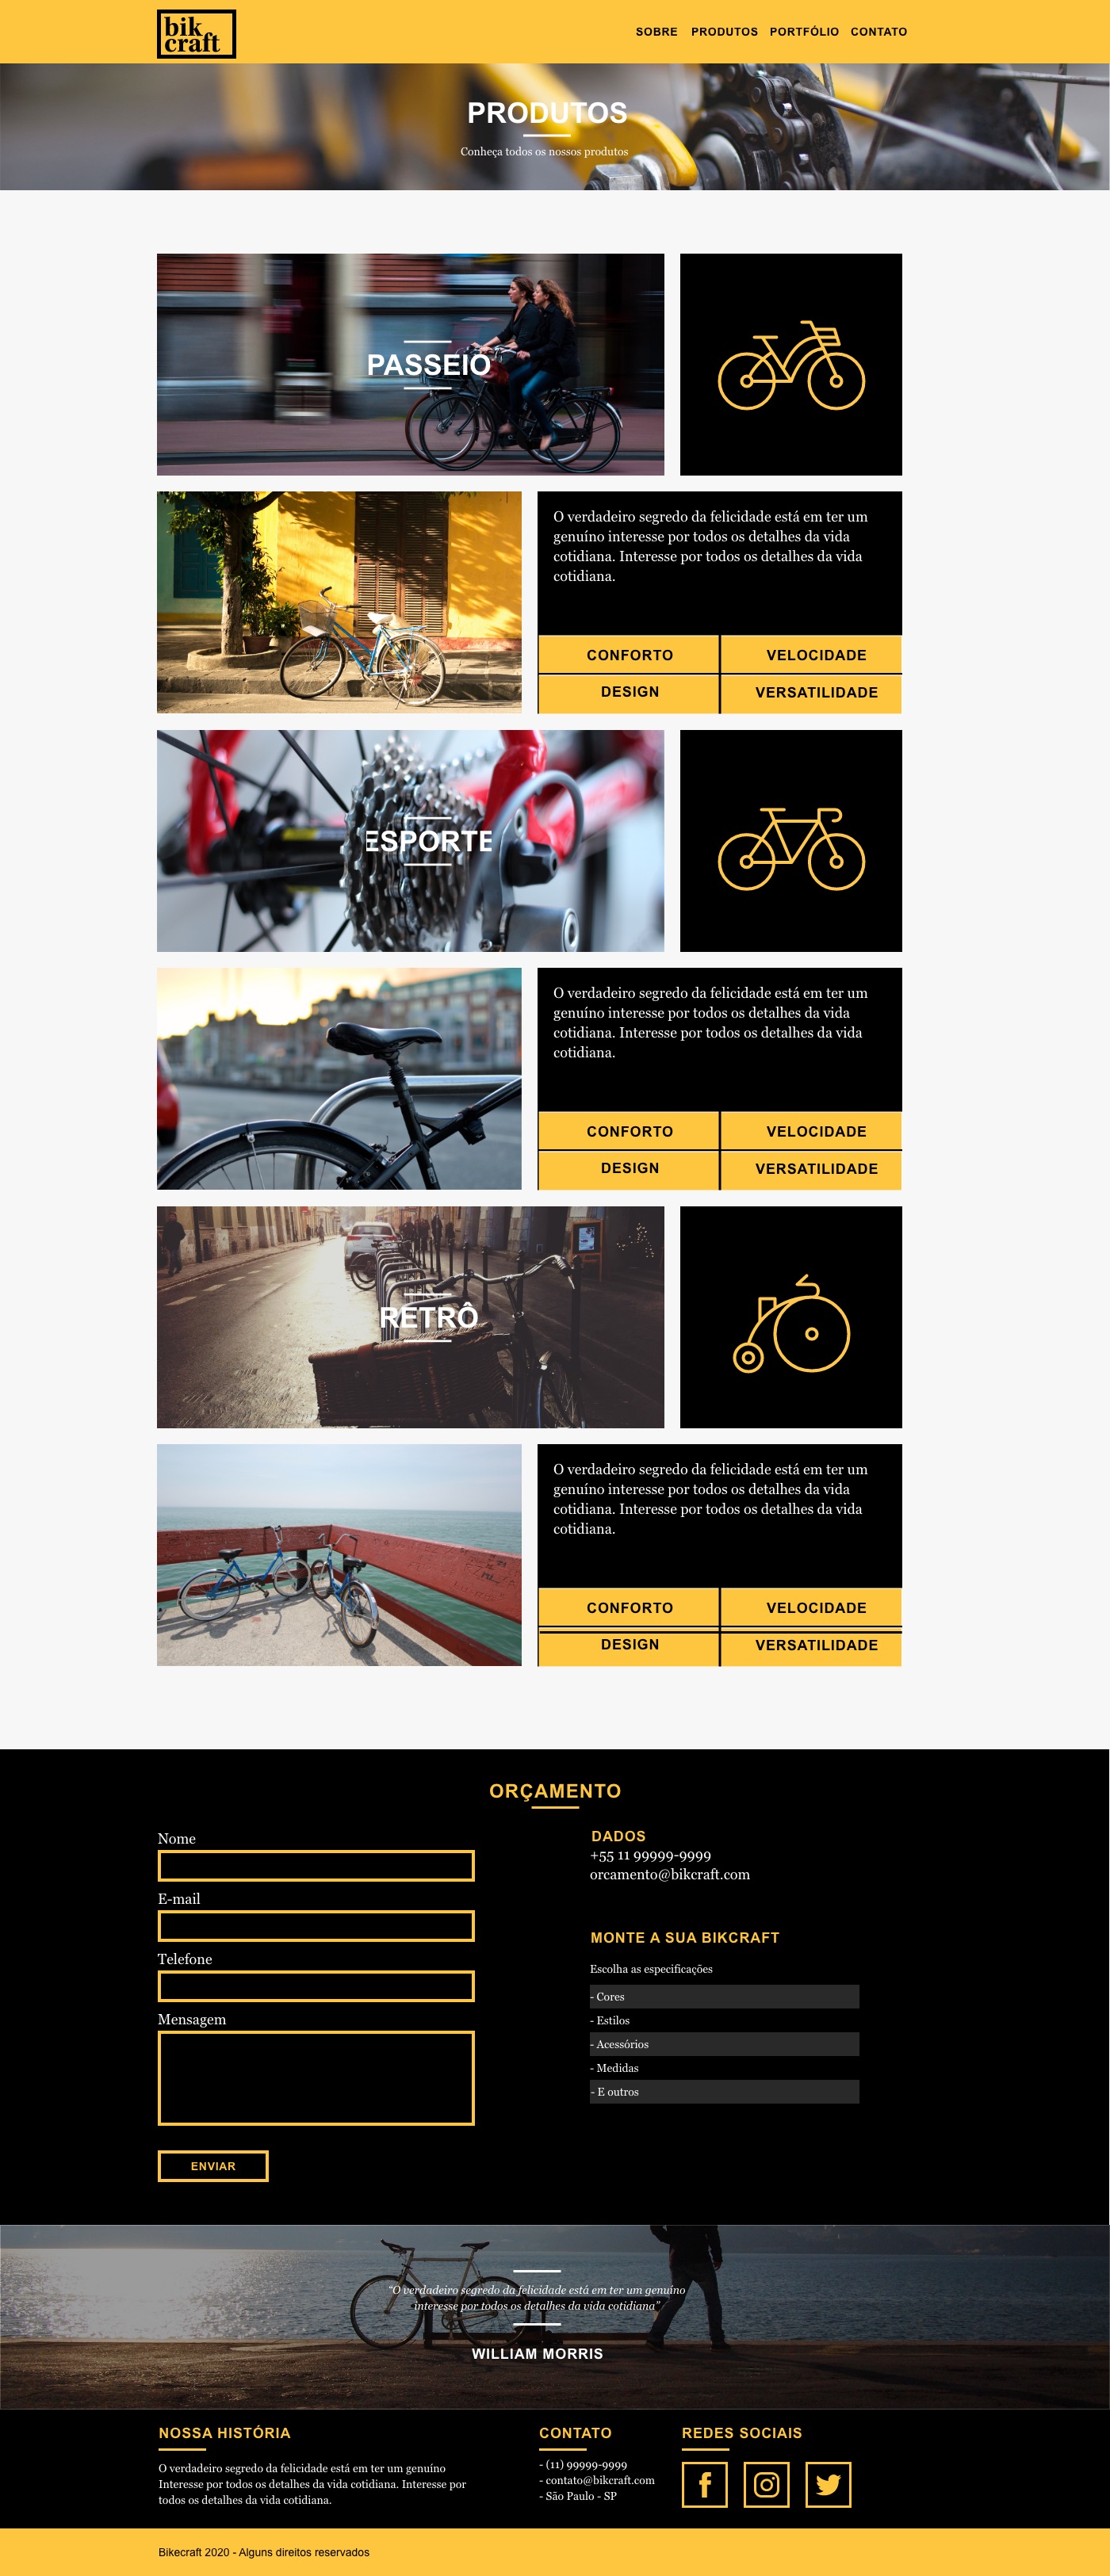 bik
craft
SOBRE PRODUTOS PORTFÓLIO CONTATO
PRODUTOS
Conheça todos os nossos produtos
PASSEIO
O verdadeiro segredo da felicidade está em ter um
genuíno interesse por todos os detalhes da vida
cotidiana. Interesse por todos os detalhes da vida
cotidiana.
CONFORTO VELOCIDADE
DESIGN VERSATILIDADE
ESPORTE
O verdadeiro segredo da felicidade está em ter um
genuíno interesse por todos os detalhes da vida
cotidiana. Interesse por todos os detalhes da vida
cotidiana.
CONFORTO VELOCIDADE
DESIGN VERSATILIDADE
RETRÔ
O verdadeiro segredo da felicidade está em ter um
genuíno interesse por todos os detalhes da vida
cotidiana. Interesse por todos os detalhes da vida
cotidiana.
CONFORTO VELOCIDADE
DESIGN VERSATILIDADE
ORÇAMENTO
Nome
E-mail
Telefone
Mensagem
ENVIAR
DADOS
+55 11 99999-9999
orcamento@bikcraft.com
MONTE A SUA BIKCRAFT
Escolha as especificações
- Cores
- Estilos
- Acessórios
- Medidas
- E outros
"O verdadeiro segredo da felicidade está em ter um genuíno
interesse por todos os detalhes da vida cotidiana"
WILLIAM MORRIS
NOSSA HISTÓRIA
O verdadeiro segredo da felicidade está em ter um genuíno
Interesse por todos os detalhes da vida cotidiana. Interesse por
todos os detalhes da vida cotidiana.
CONTATO
- (11) 99999-9999
- contato@bikcraft.com
- São Paulo - SP
REDES SOCIAIS
Bikecraft 2020 - Alguns direitos reservados